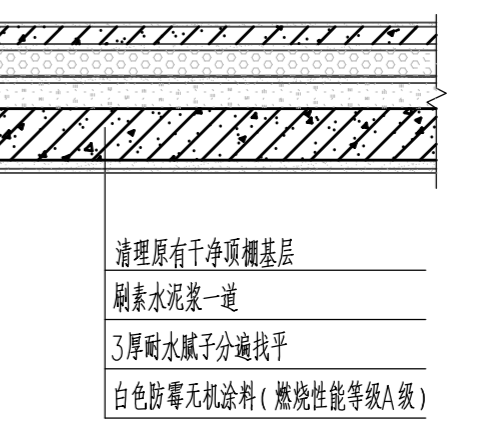 清理原有干净顶棚基层
刷素水泥浆一道
3厚耐水腻子分遍找平
白色防霉无机涂料(燃烧性能等级A级)